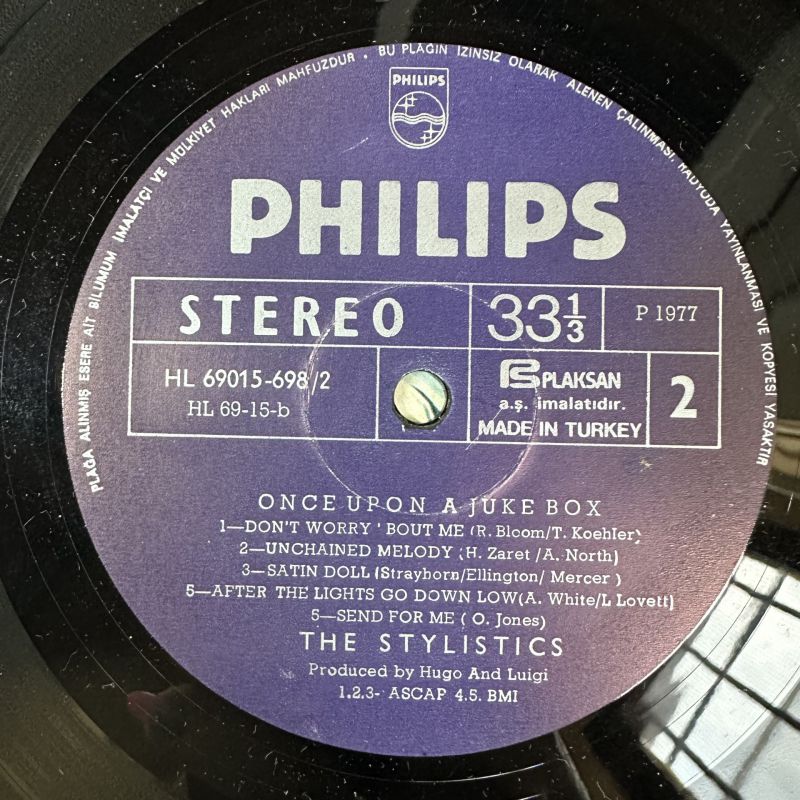 PLAĞA ALINMIŞ ESERE AİT BİLUMUM İMALATÇI VE MÜLKİYET HAKLARI MAHFUZDUR . BU PLAĞIN İZİNSİZ OLARAK ALENEN ÇALINMASI RADYODA YAYINLANMASI VE KOPYESİ YASAKTIR
PHILIPS
PHILIPS
STEREO
33 1/3
P 1977
HL 69015-698/2
HL 69-15-b
PLAKSAN
a.ş. imalatıdır.
MADE IN TURKEY
2
ONCE UPON A JUKE BOX
1—DON'T WORRY ' BOUT ME (R. Bloom/T. Koehler)
2—UNCHAINED MELODY (H. Zaret /A. North)
3—SATIN DOLL (Strayborn/Ellington/ Mercer )
5—AFTER THE LIGHTS GO DOWN LOW(A. White/L Lovett)
5—SEND FOR ME ( O. Jones)
THE STYLISTICS
Produced by Hugo And Luigi
1.2.3- ASCAP 4.5. BMI